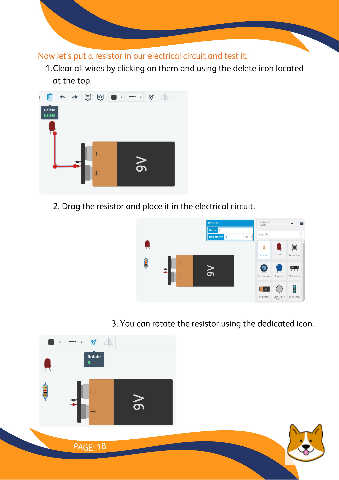 Now let's put a resistor in our electrical circuit and test it.
1. Clear all wires by clicking on them and using the delete icon located
at the top.
Delete
9V
2. Drag the resistor and place it in the electrical circuit.
9V
3. You can rotate the resistor using the dedicated icon.
Rotate
9V
PAGE: 18